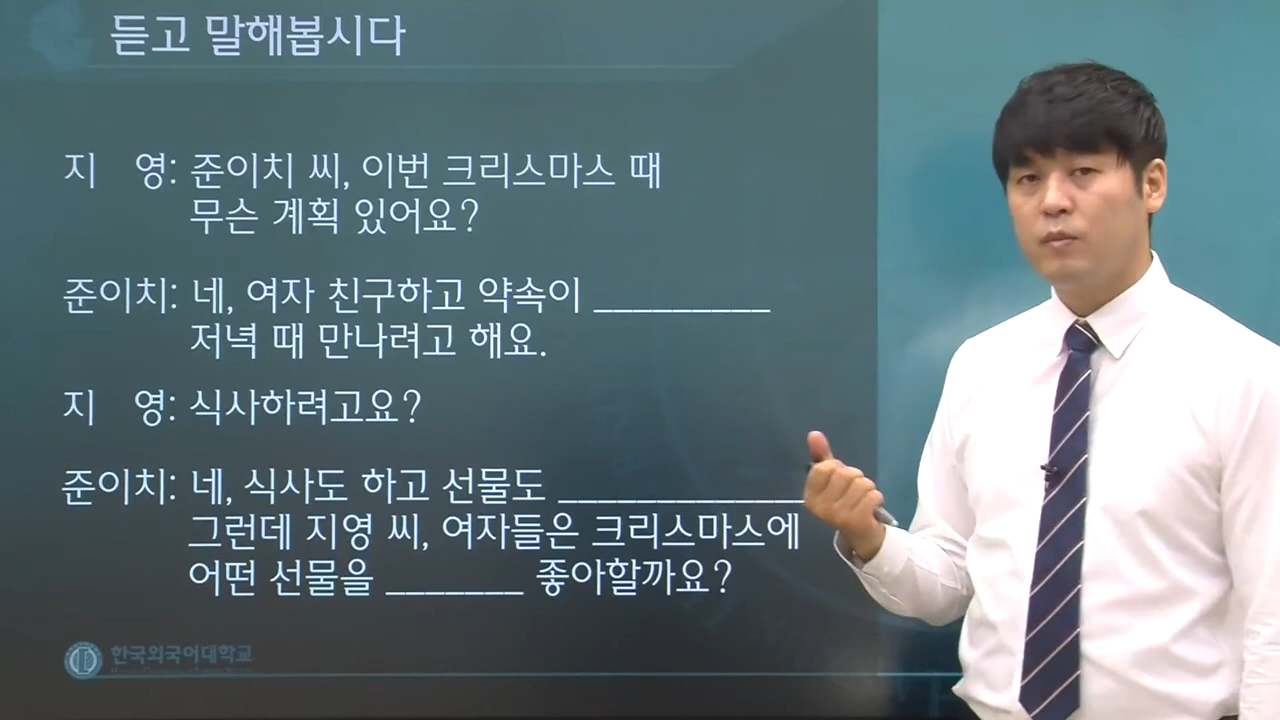 듣고 말해봅시다
지 영: 준이치 씨, 이번 크리스마스 때
무슨 계획 있어요?
준이치: 네, 여자 친구하고 약속이 __________
저녁 때 만나려고 해요.
지 영: 식사하려고요?
준이치: 네, 식사도 하고 선물도 ______________
그런데 지영 씨, 여자들은 크리스마스에
어떤 선물을 ________ 좋아할까요?
한국외국어대학교